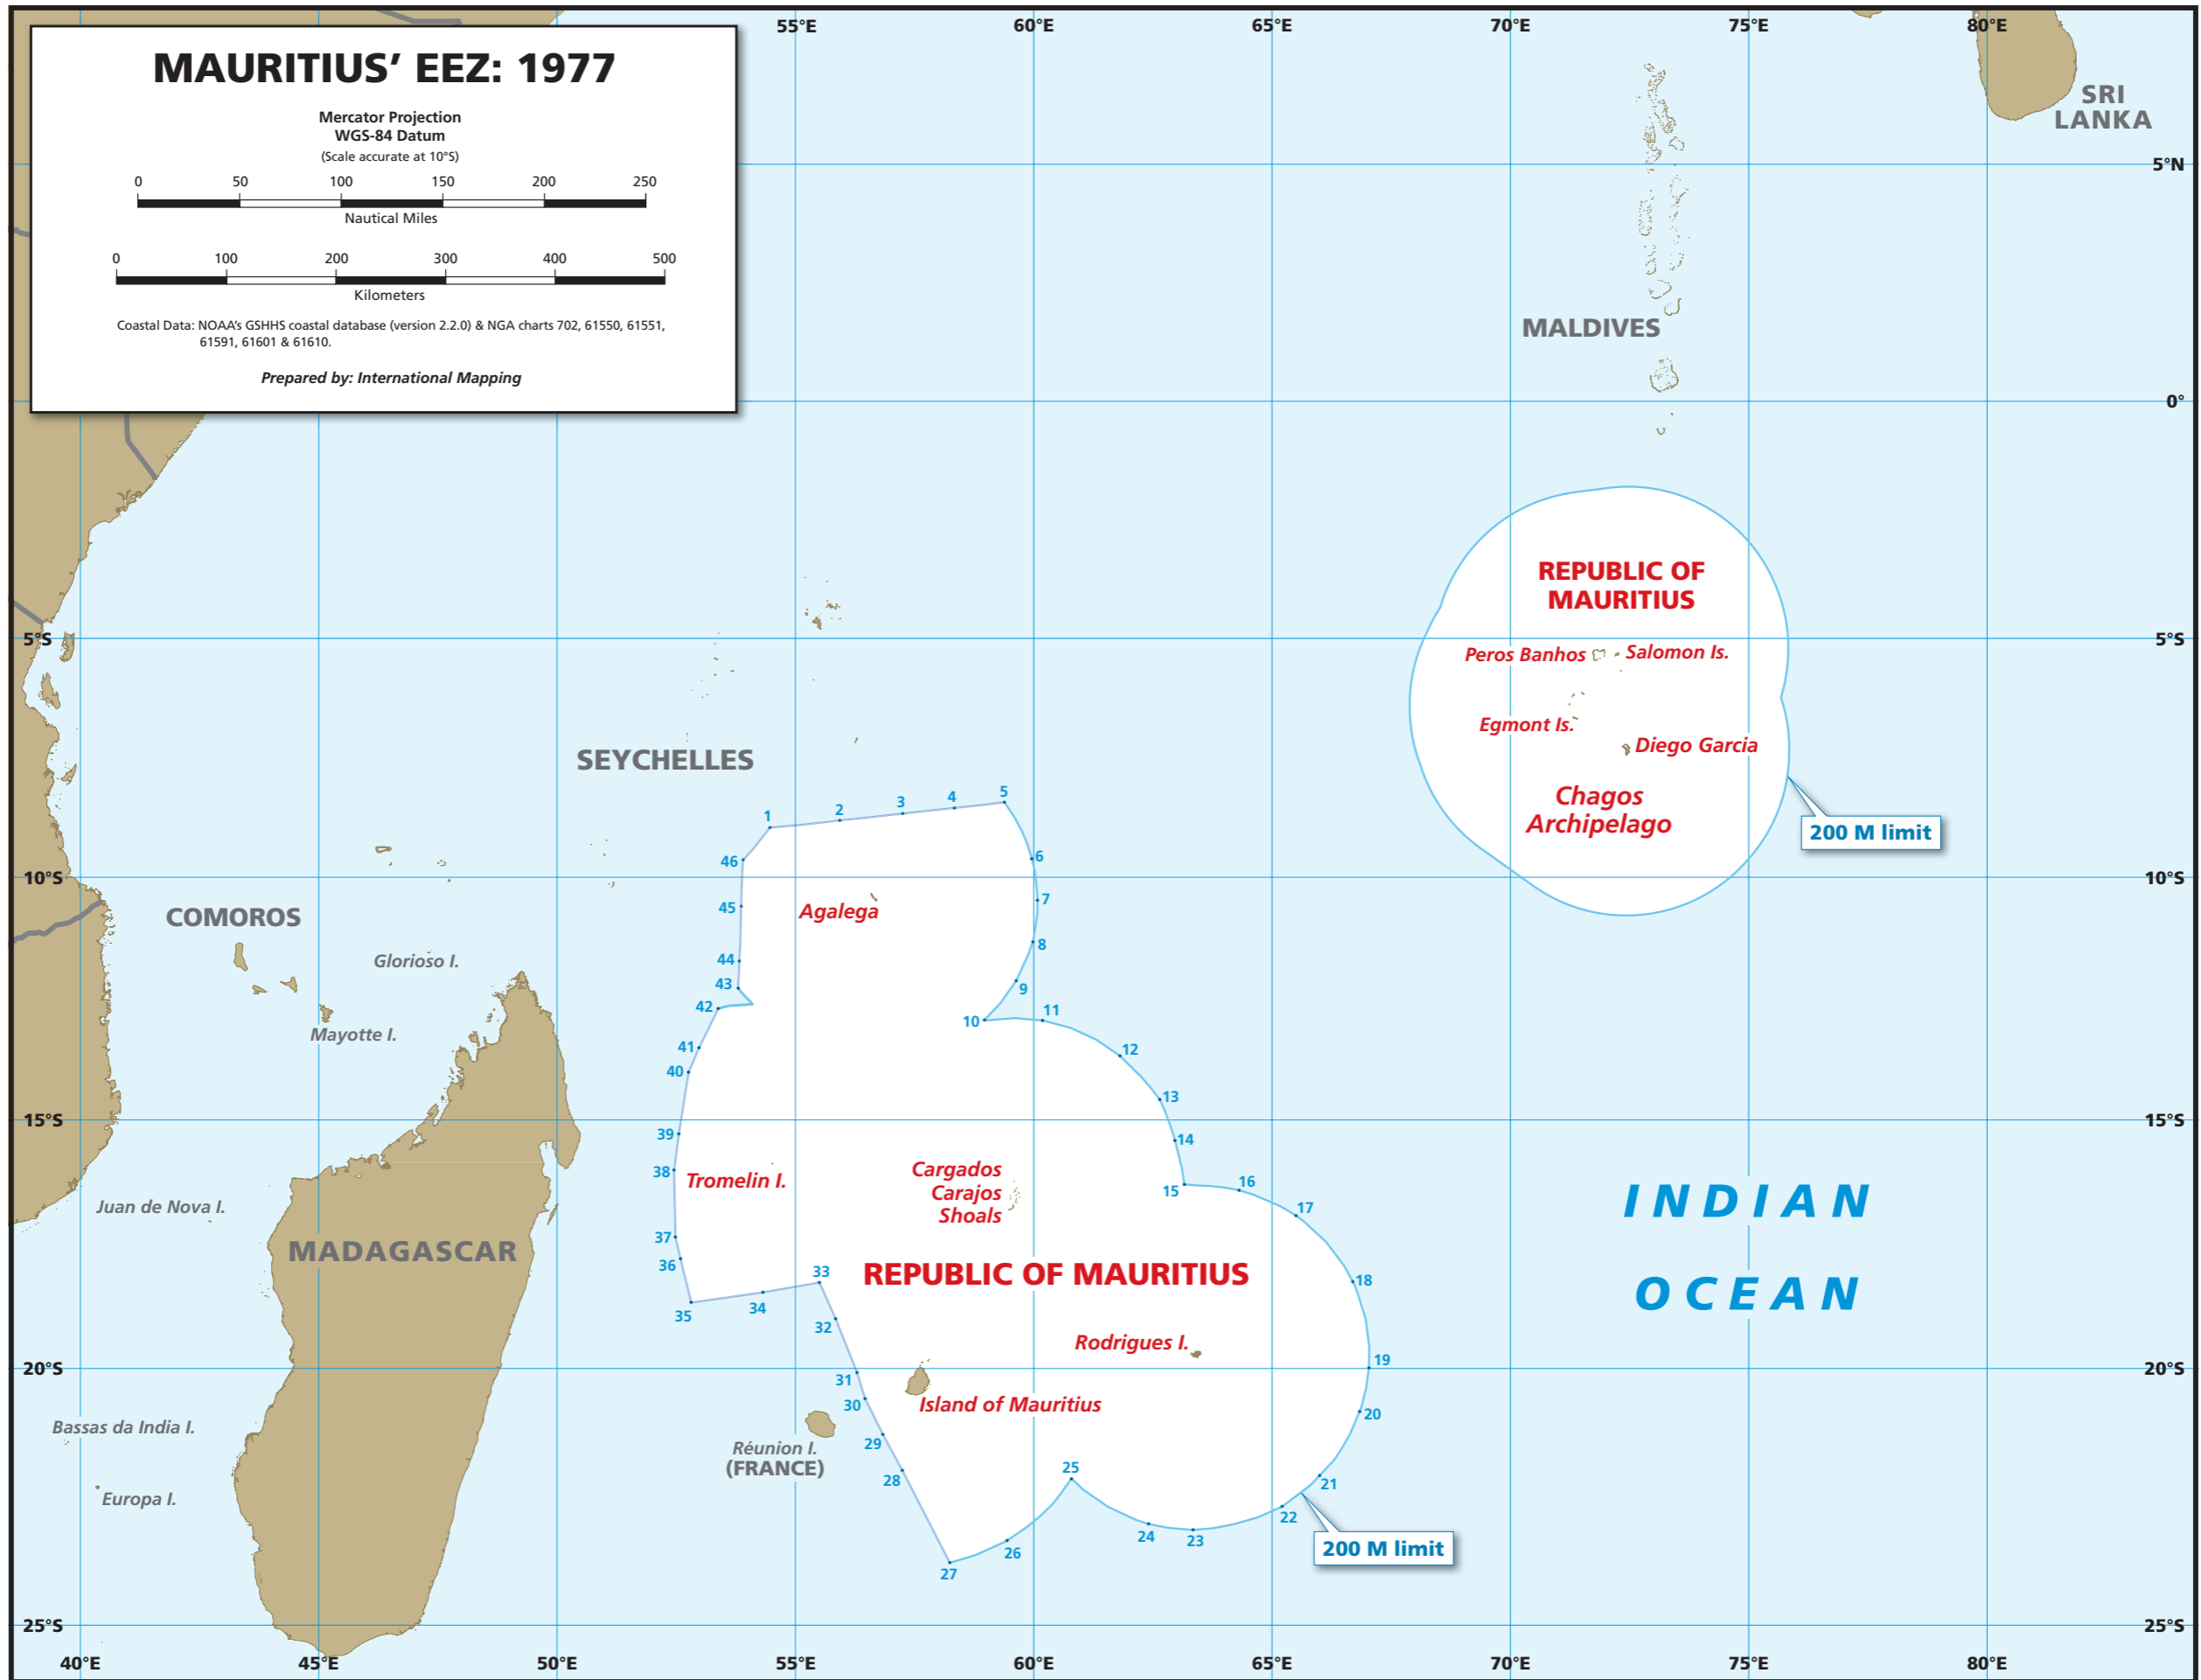 MAURITIUS’ EEZ: 1977
Mercator Projection
WGS-84 Datum
(Scale accurate at 10°S)
0 50 100 150 200 250
Nautical Miles
0 100 200 300 400 500
Kilometers
Coastal Data: NOAA’s GSHHS coastal database (version 2.2.0) & NGA charts 702, 61550, 61551,
61591, 61601 & 61610.
Prepared by: International Mapping
55°E 60°E 65°E 70°E 75°E 80°E
SRI
LANKA
5°N
MALDIVES
0°
REPUBLIC OF
MAURITIUS
5°S 5°S
Peros Banhos Salomon Is.
Egmont Is.
Diego Garcia
Chagos
Archipelago
200 M limit
SEYCHELLES
1 2 3 4 5
46 6
10°S 10°S
45 Agalega 7
COMOROS
44 8
Glorioso I.
43 9
42 10 11
Mayotte I.
41 12
40 13
15°S 15°S
39 14
38 Tromelin I. 15 16
Cargados
Carajos
Shoals
17
Juan de Nova I.
INDIAN
OCEAN
MADAGASCAR
37
36 33 18
REPUBLIC OF MAURITIUS
35 34 32
Rodrigues I.
20°S 19 20°S
31
30 Island of Mauritius 20
Bassas da India I.
29
Réunion I.
(FRANCE)
28 25 21
Europa I.
22
24 23
26
200 M limit
27
25°S 25°S
40°E 45°E 50°E 55°E 60°E 65°E 70°E 75°E 80°E